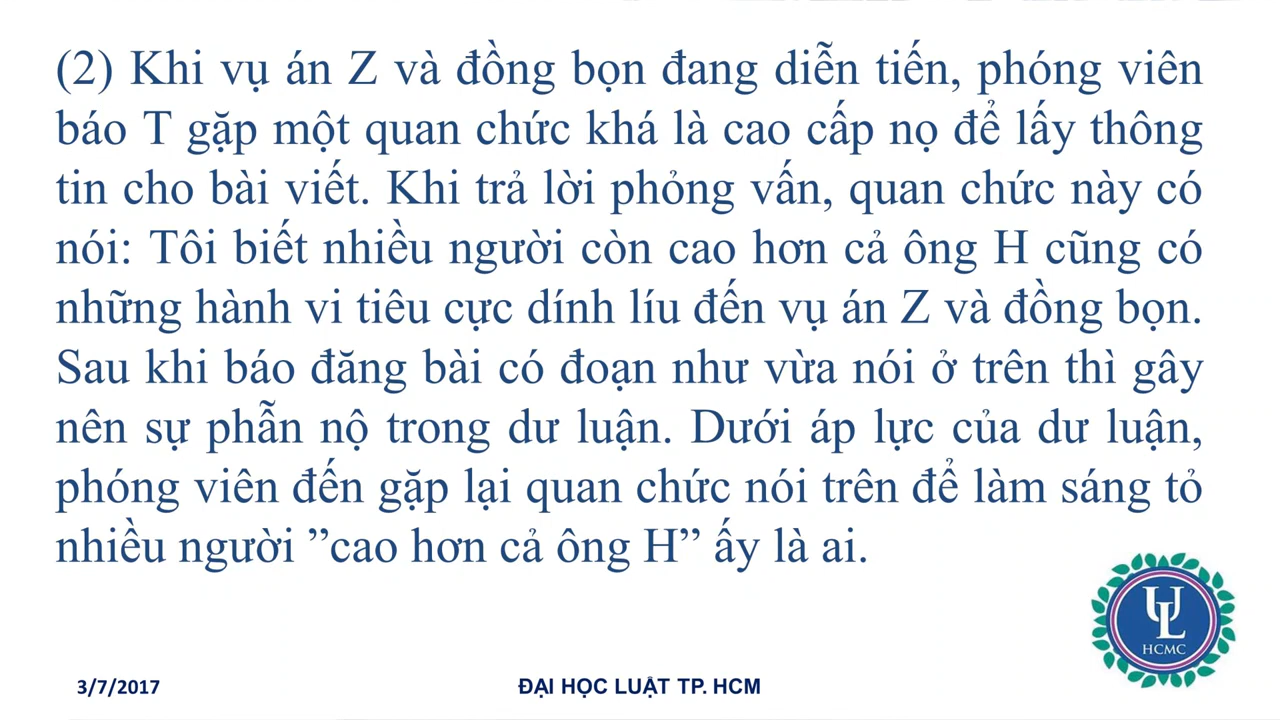 (2) Khi vụ án Z và đồng bọn đang diễn tiến, phóng viên
báo T gặp một quan chức khá là cao cấp nọ để lấy thông
tin cho bài viết. Khi trả lời phỏng vấn, quan chức này có
nói: Tôi biết nhiều người còn cao hơn cả ông H cũng có
những hành vi tiêu cực dính líu đến vụ án Z và đồng bọn.
Sau khi báo đăng bài có đoạn như vừa nói ở trên thì gây
nên sự phẫn nộ trong dư luận. Dưới áp lực của dư luận,
phóng viên đến gặp lại quan chức nói trên để làm sáng tỏ
nhiều người ”cao hơn cả ông H” ấy là ai.
UL
HCMC
3/7/2017
ĐẠI HỌC LUẬT TP. HCM